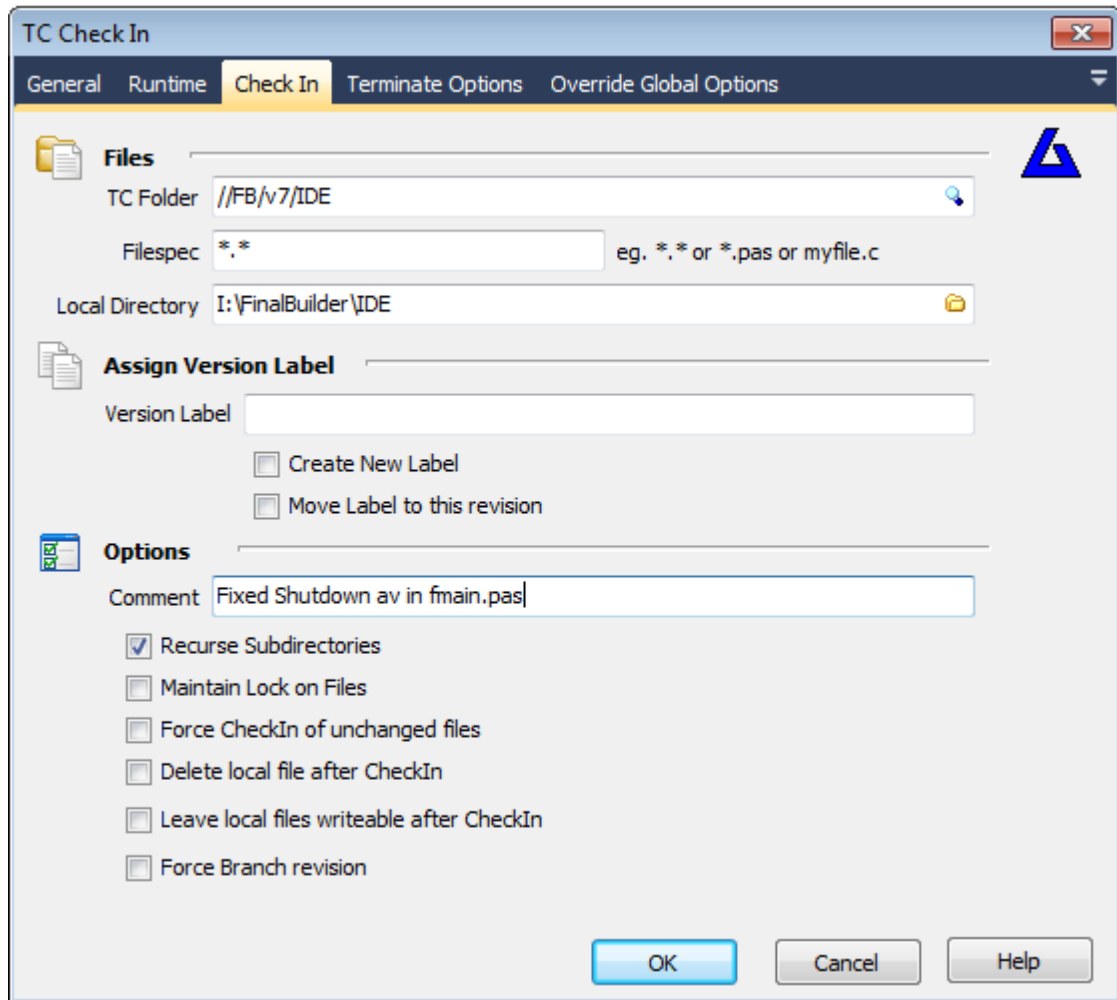 TC Check In
General Runtime Check In Terminate Options Override Global Options
Files
TC Folder //FB/v7/IDE
Filespec *.* eg. *.* or *.pas or myfile.c
Local Directory I:\FinalBuilder\IDE
Assign Version Label
Version Label
Create New Label
Move Label to this revision
Options
Comment Fixed Shutdown av in fmain.pas
Recurse Subdirectories
Maintain Lock on Files
Force CheckIn of unchanged files
Delete local file after CheckIn
Leave local files writeable after CheckIn
Force Branch revision
OK Cancel Help